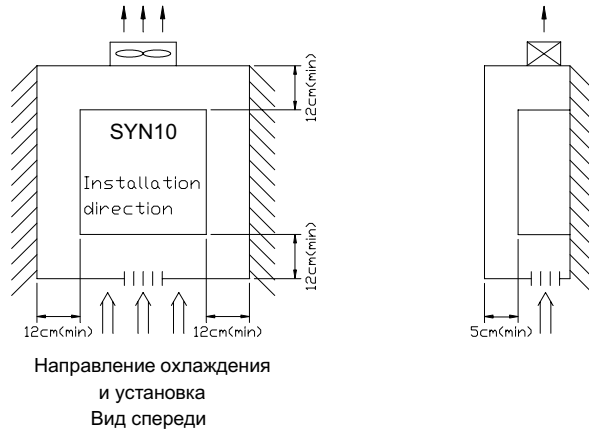 12cm(min)
SYN10
Installation
direction
12cm(min)
12cm(min)
12cm(min)
5cm(min)
Направление охлаждения
и установка
Вид спереди